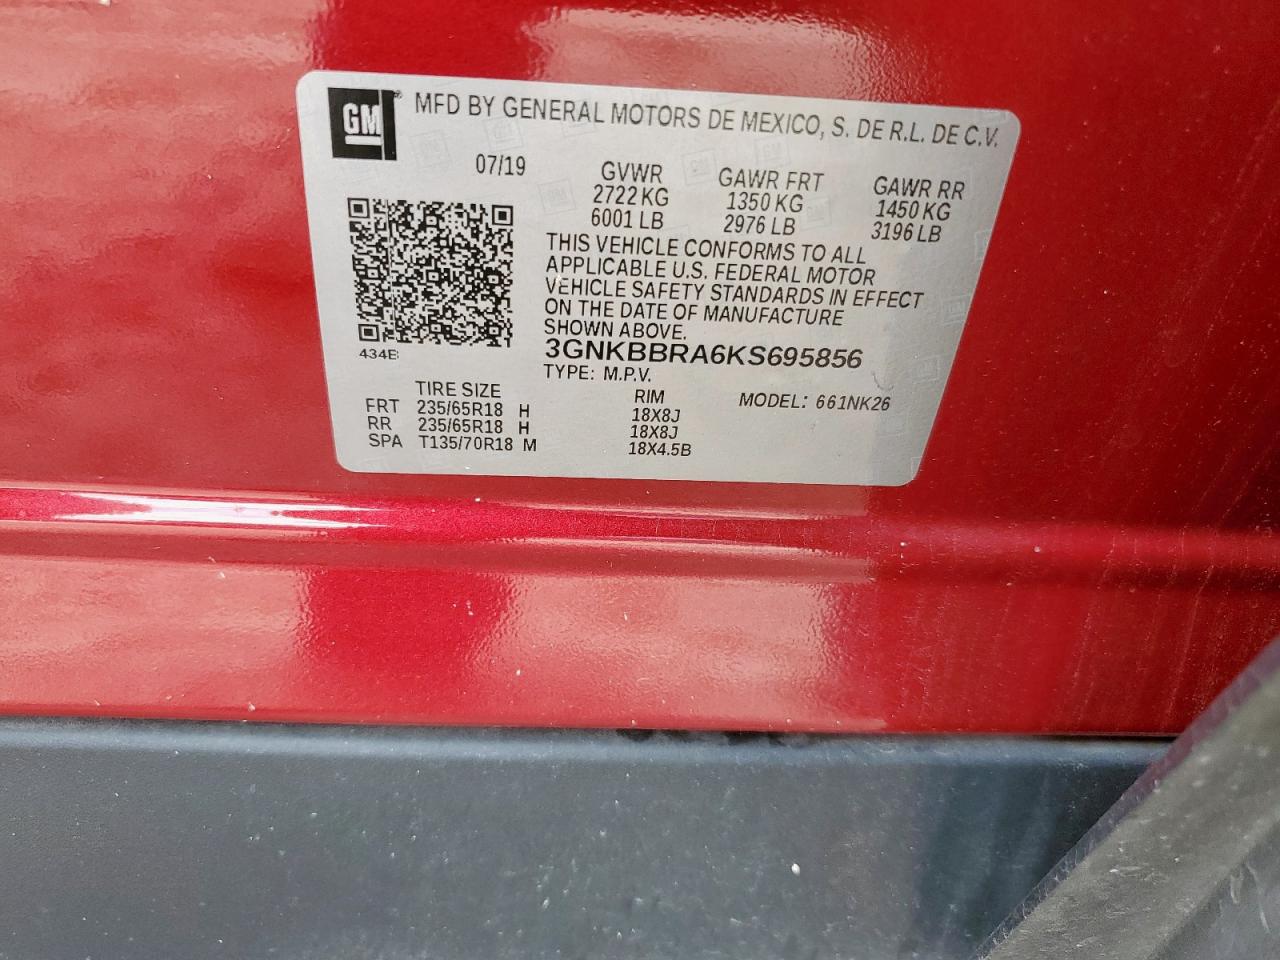 GM® MFD BY GENERAL MOTORS DE MEXICO, S. DE R.L. DE C.V.
07/19
GVWR
2722 KG
6001 LB
GAWR FRT
1350 KG
2976 LB
GAWR RR
1450 KG
3196 LB
THIS VEHICLE CONFORMS TO ALL
APPLICABLE U.S. FEDERAL MOTOR
VEHICLE SAFETY STANDARDS IN EFFECT
ON THE DATE OF MANUFACTURE
SHOWN ABOVE.
434E
3GNKBBRA6KS695856
TYPE: M.P.V.
TIRE SIZE RIM MODEL: 661NK26
FRT 235/65R18 H 18X8J
RR 235/65R18 H 18X8J
SPA T135/70R18 M 18X4.5B